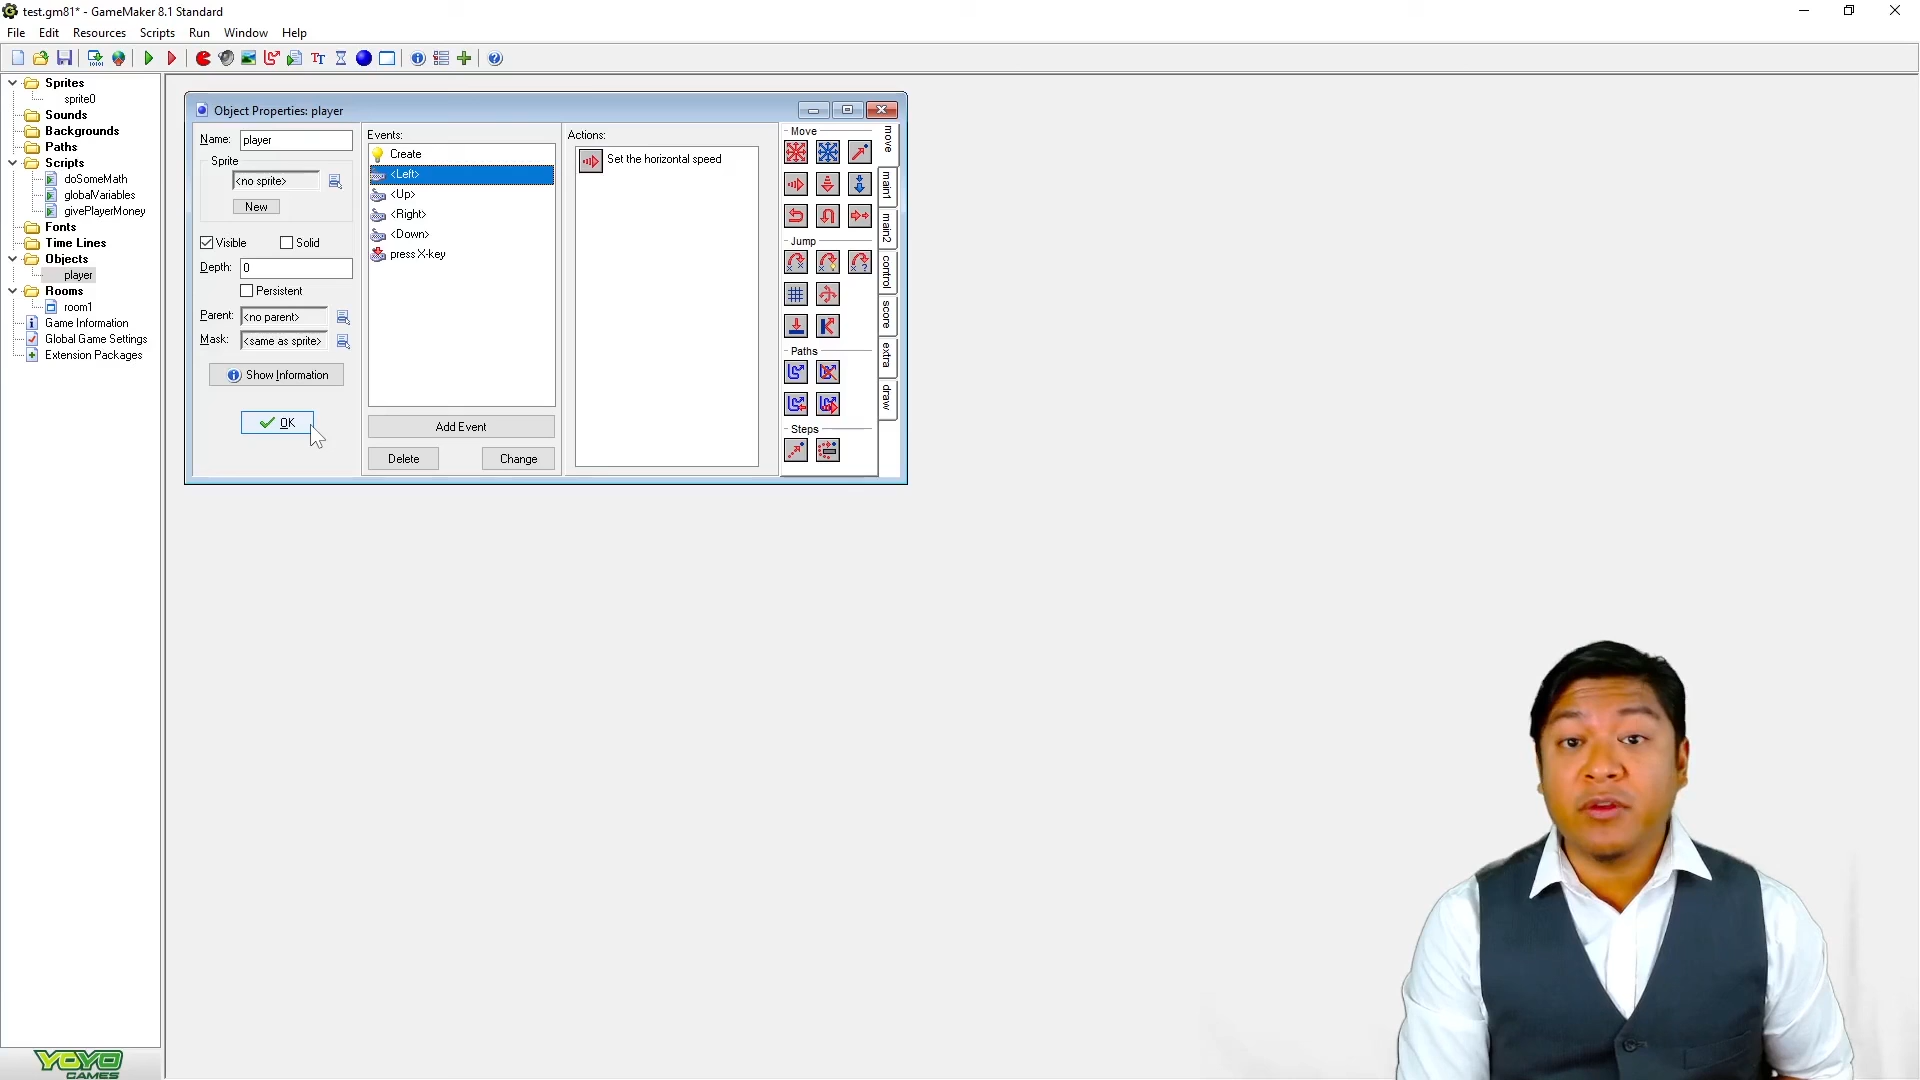 test.gm81* - GameMaker 8.1 Standard
File Edit Resources Scripts Run Window Help
Sprites
sprite0
Sounds
Backgrounds
Paths
Scripts
doSomeMath
globalVariables
givePlayerMoney
Fonts
Time Lines
Objects
player
Rooms
room1
Game Information
Global Game Settings
Extension Packages
YOYO
GAMES
Object Properties: player
Name: player
Sprite
<no sprite>
New
Visible Solid
Depth: 0
Persistent
Parent: <no parent>
Mask: <same as sprite>
Show Information
OK
Events:
Create
<Left>
<Up>
<Right>
<Down>
press X-key
Add Event
Delete Change
Actions:
Set the horizontal speed
Move
Jump
Paths
Steps
move
main1
main2
control
score
extra
draw